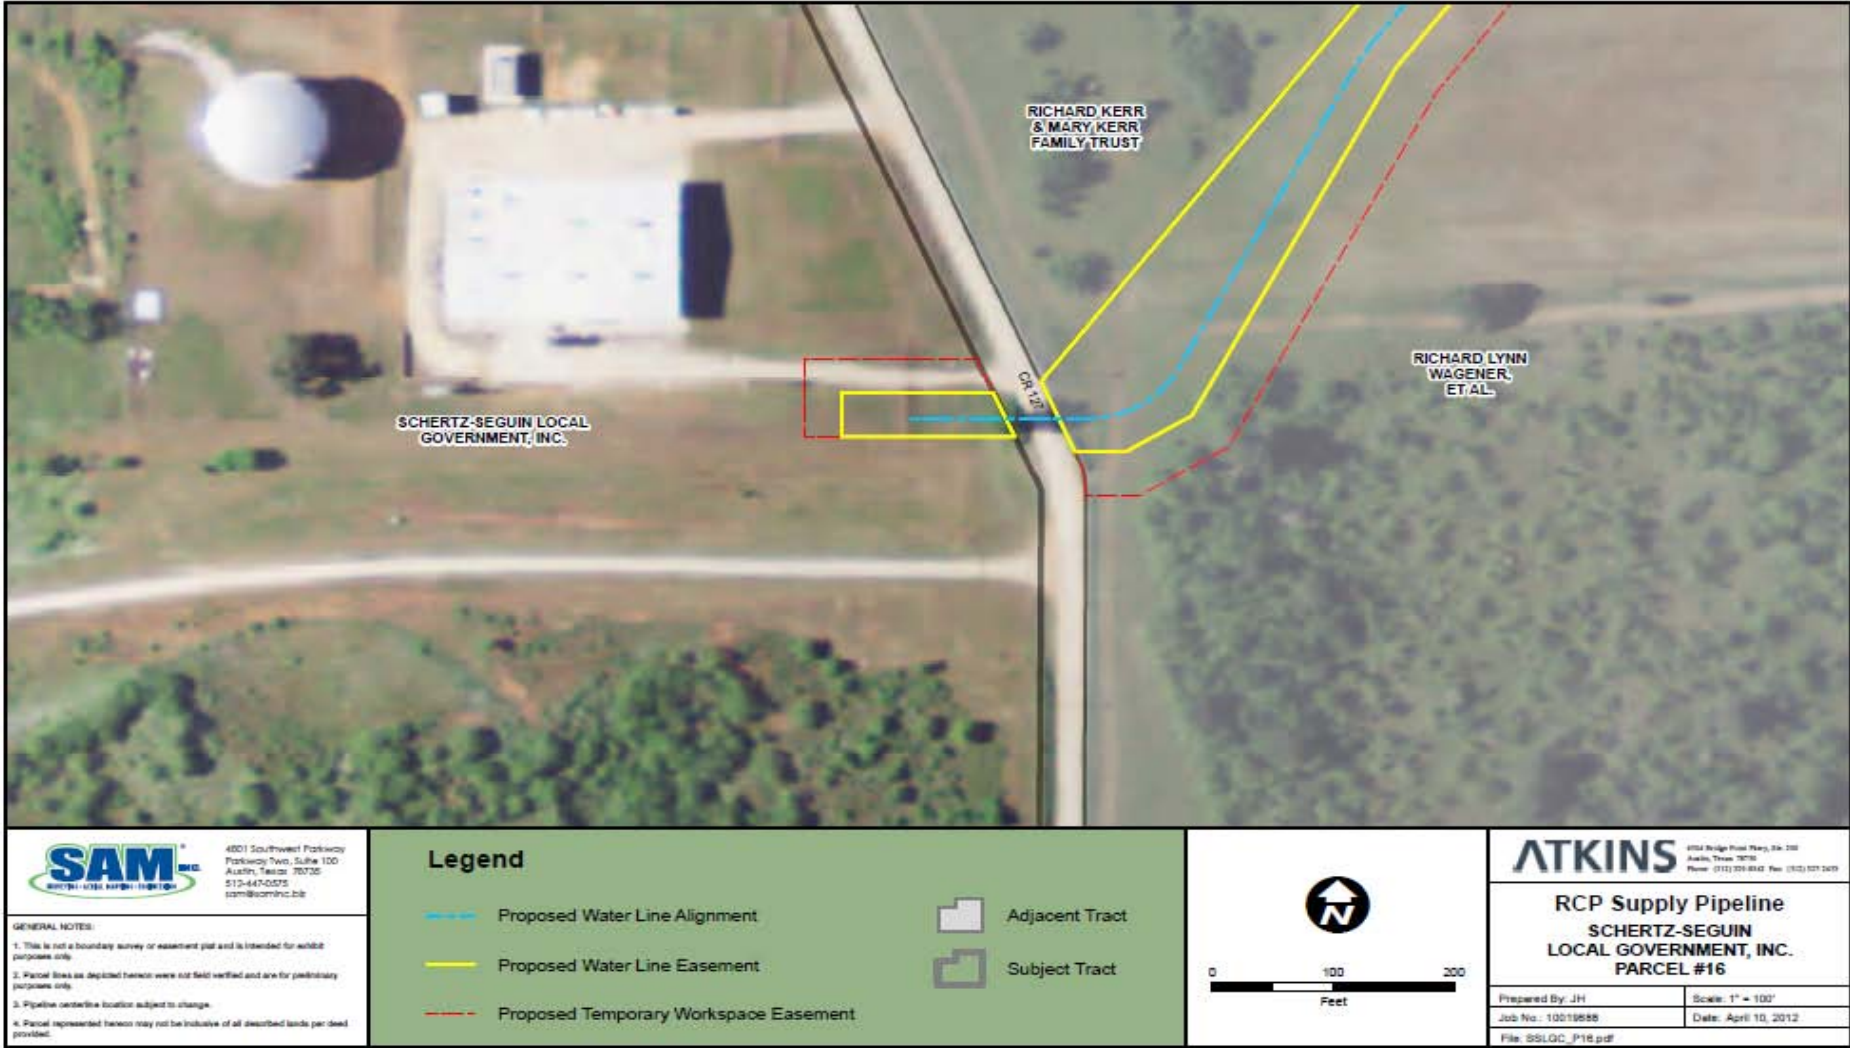 RICHARD KERR
& MARY KERR
FAMILY TRUST
RICHARD LYNN
WAGENER,
ET AL.
CR 127
SCHERTZ-SEGUIN LOCAL
GOVERNMENT, INC.
SAM INC.
4801 Southwest Parkway
Parkway Two, Suite 100
Austin, Texas 78735
512-447-0575
sam@saminc.biz
GENERAL NOTES:
1. This is not a boundary survey or easement plat and is intended for exhibit
purposes only.
2. Parcel lines as depicted hereon were not field verified and are for preliminary
purposes only.
3. Pipeline centerline location subject to change.
4. Parcel represented hereon may not be inclusive of all described lands per deed
provided.
Legend
Proposed Water Line Alignment
Proposed Water Line Easement
Proposed Temporary Workspace Easement
Adjacent Tract
Subject Tract
N
0 100 200
Feet
ATKINS
Austin, Texas
RCP Supply Pipeline
SCHERTZ-SEGUIN
LOCAL GOVERNMENT, INC.
PARCEL #16
Prepared By: JH
Scale: 1" = 100'
Job No.:
Date: April 10, 2012
File: SSLGC_P16.pdf